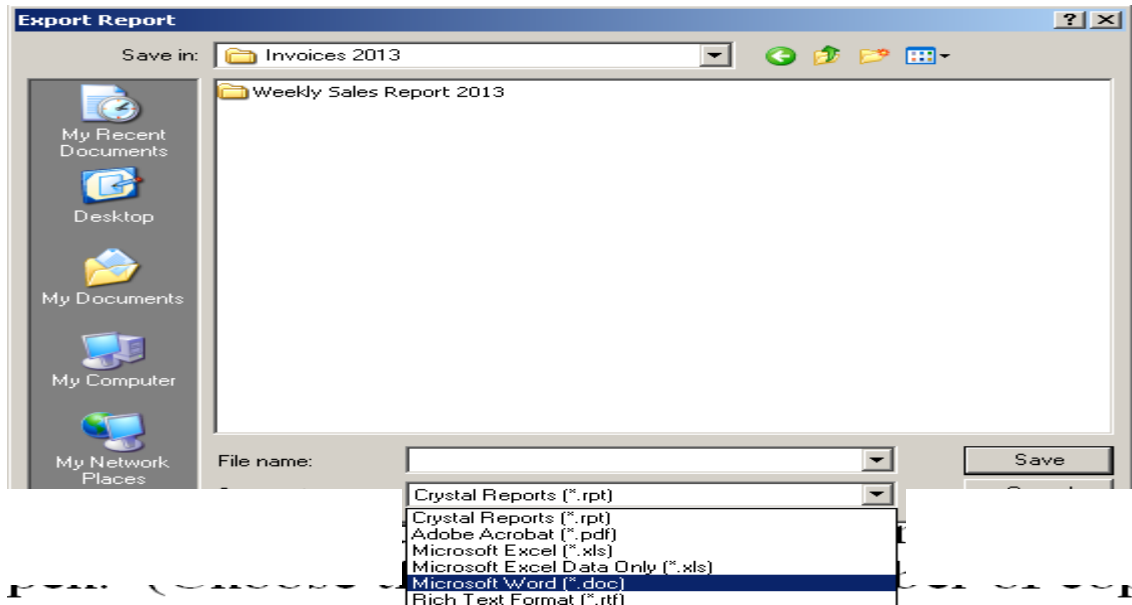 Export Report
Save in: Invoices 2013
Weekly Sales Report 2013
My Recent
Documents
Desktop
My Documents
My Computer
My Network
Places
File name:
Save
Crystal Reports (*.rpt)
Crystal Reports (*.rpt)
Adobe Acrobat (*.pdf)
Microsoft Excel (*.xls)
Microsoft Excel Data Only (*.xls)
Microsoft Word (*.doc)
Rich Text Format (*.rtf)